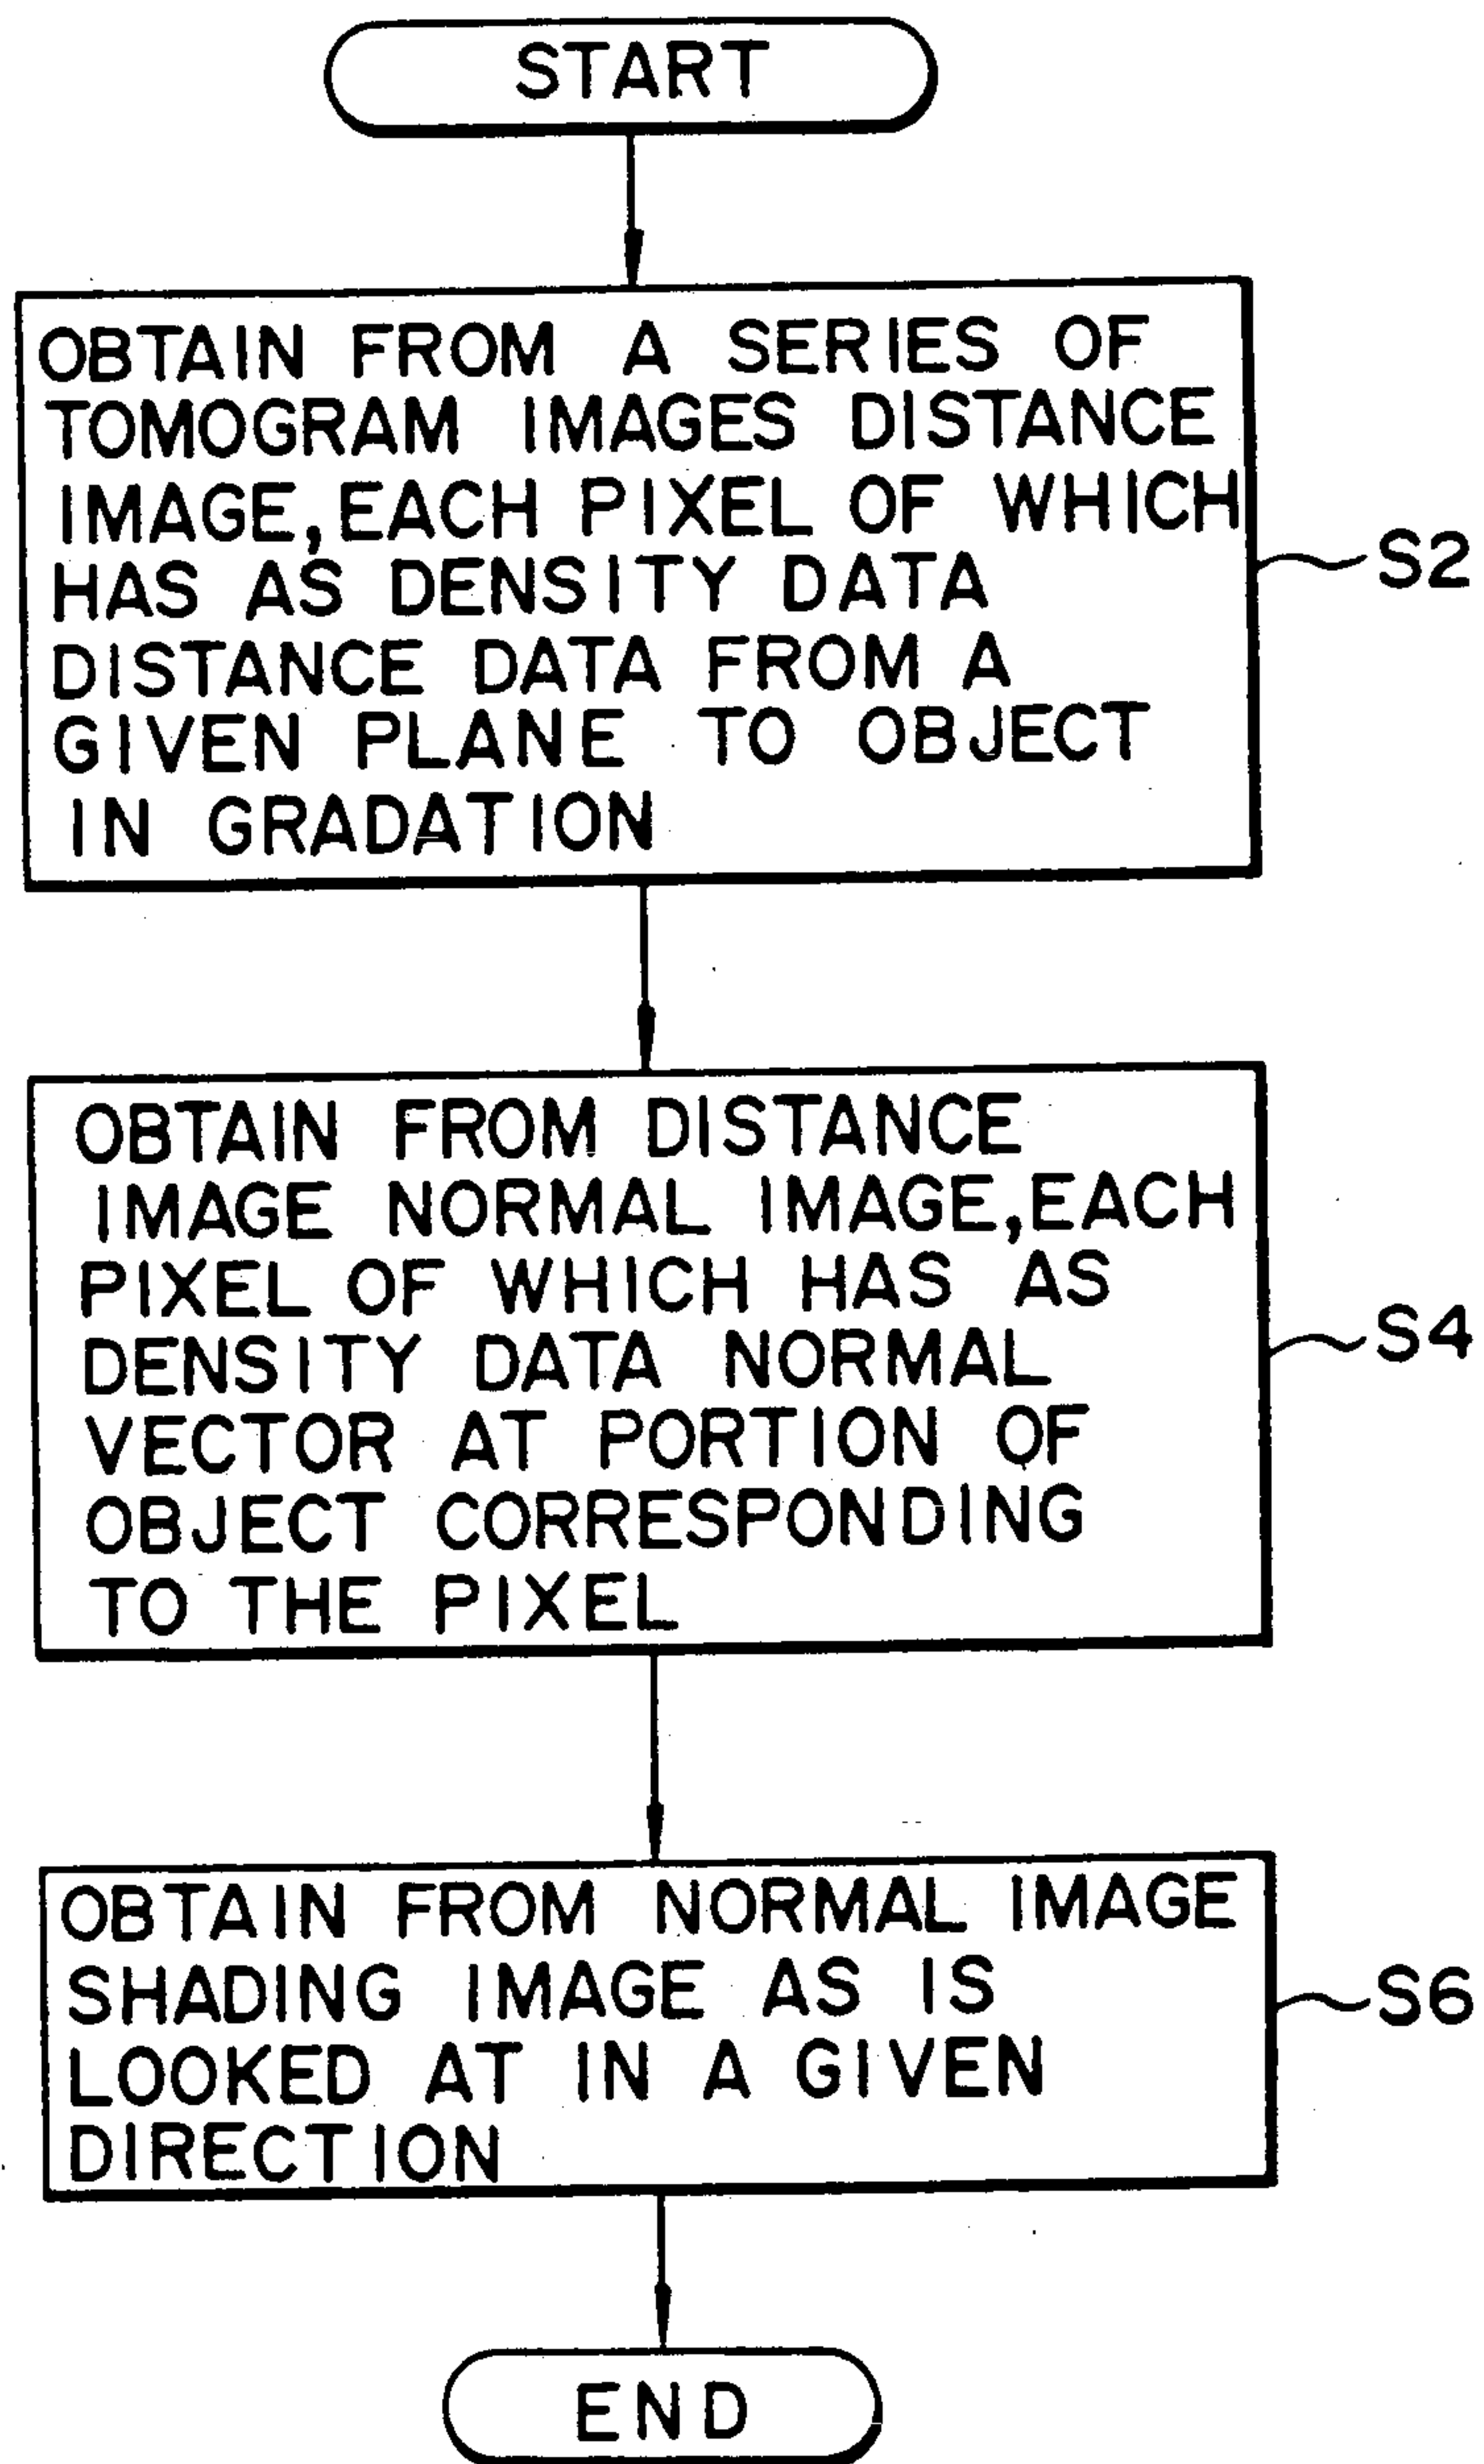 START
OBTAIN FROM A SERIES OF
TOMOGRAM IMAGES DISTANCE
IMAGE, EACH PIXEL OF WHICH
HAS AS DENSITY DATA
DISTANCE DATA FROM A
GIVEN PLANE TO OBJECT
IN GRADATION
S2
OBTAIN FROM DISTANCE
IMAGE NORMAL IMAGE, EACH
PIXEL OF WHICH HAS AS
DENSITY DATA NORMAL
VECTOR AT PORTION OF
OBJECT CORRESPONDING
TO THE PIXEL
S4
OBTAIN FROM NORMAL IMAGE
SHADING IMAGE AS IS
LOOKED AT IN A GIVEN
DIRECTION
S6
END